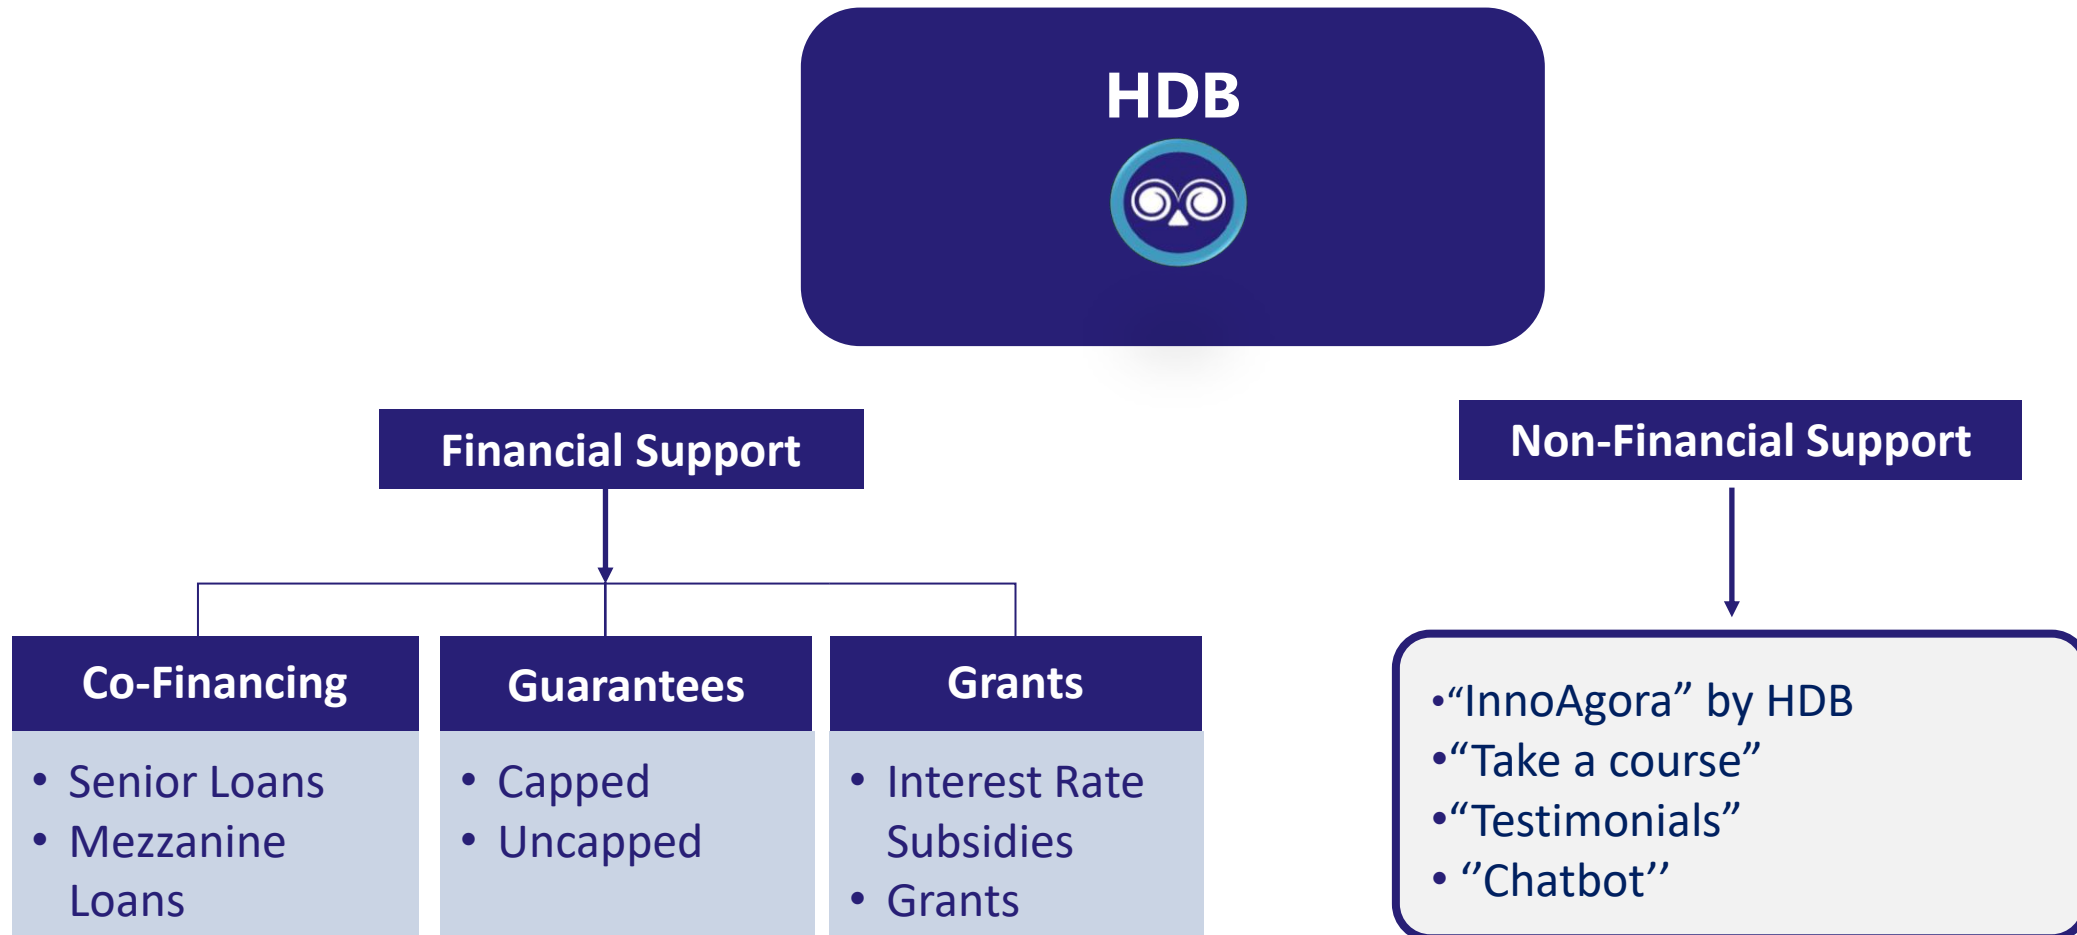 HDB
Financial Support
Non-Financial Support
Co-Financing
• Senior Loans
• Mezzanine
Loans
Guarantees
• Capped
• Uncapped
Grants
• Interest Rate
Subsidies
• Grants
•“InnoAgora” by HDB
•“Take a course”
•“Testimonials”
• ‘’Chatbot’’